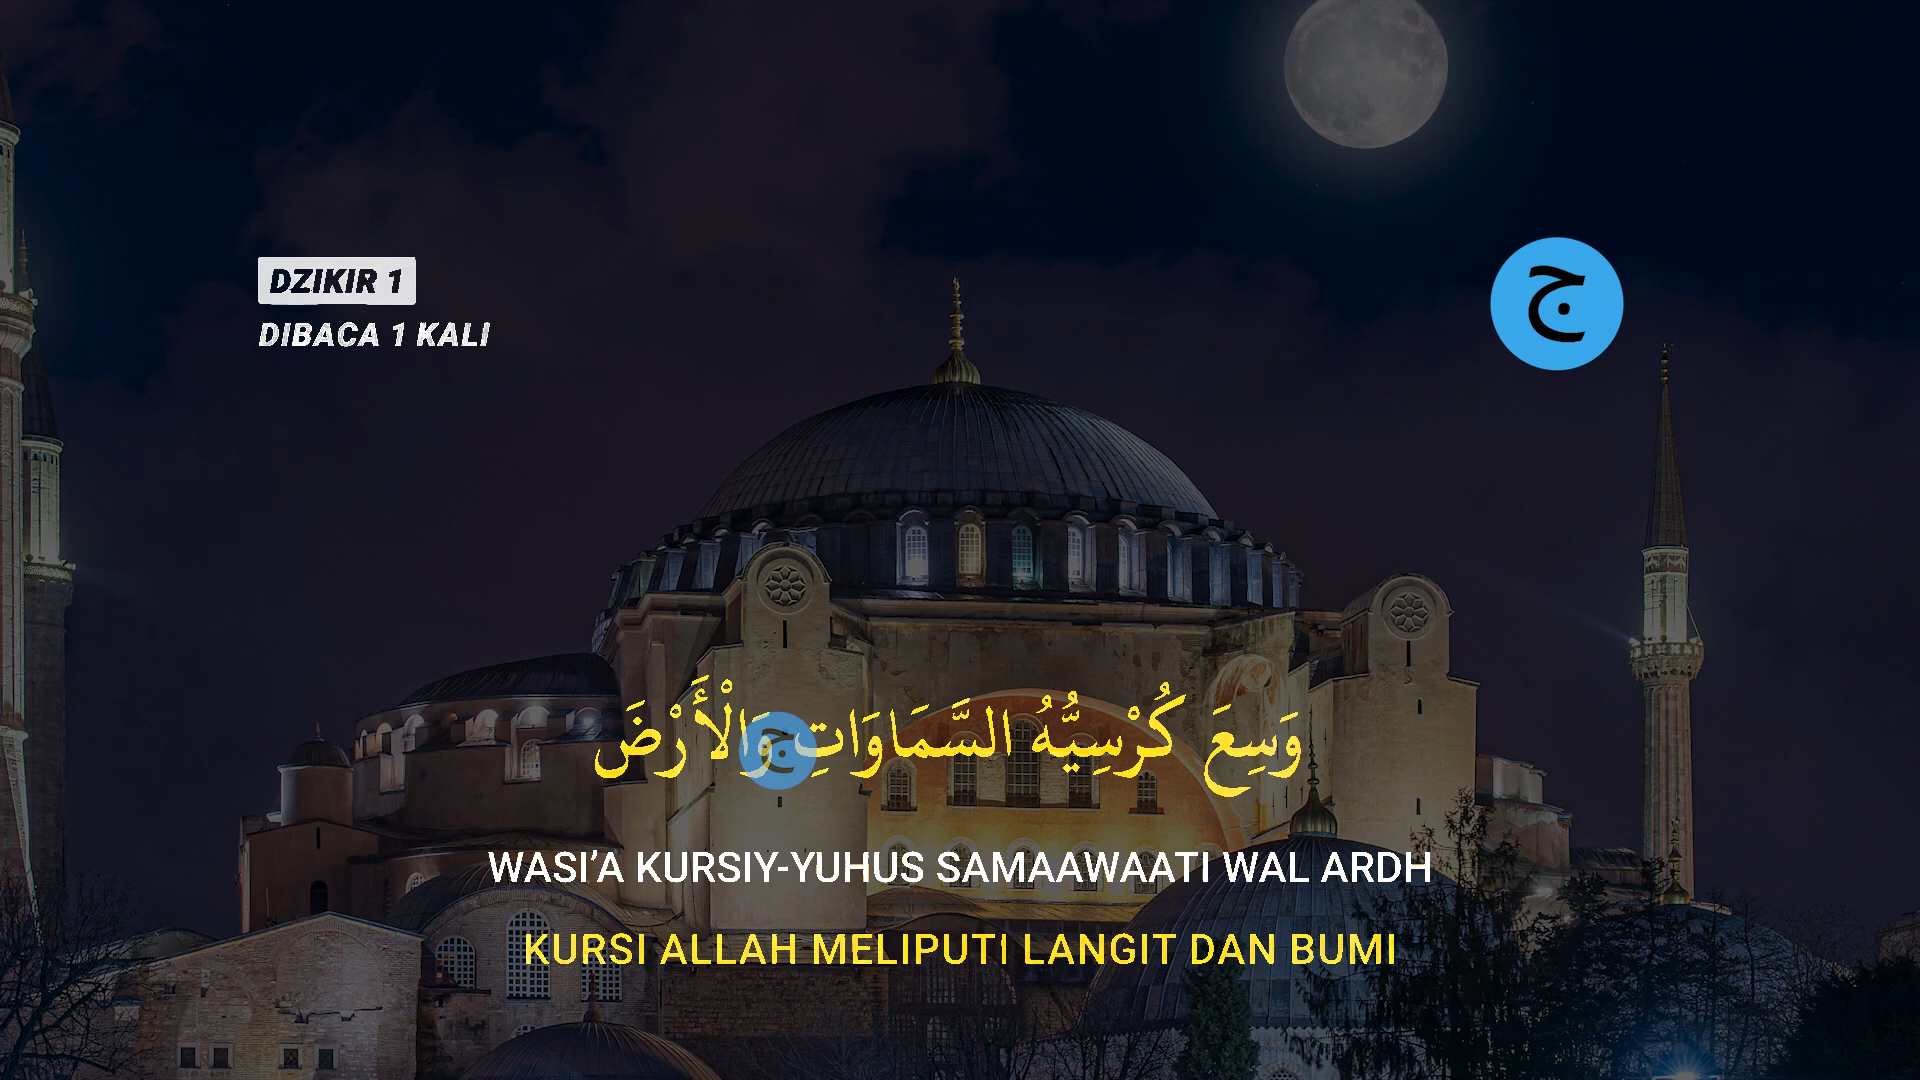 DZIKIR 1
DIBACA 1 KALI
ج
وَسِعَ كُرْسِيُّهُ السَّمَاوَاتِ وَالْأَرْضَ
ج
WASI’A KURSIY-YUHUS SAMAAWAATI WAL ARDH
KURSI ALLAH MELIPUTI LANGIT DAN BUMI